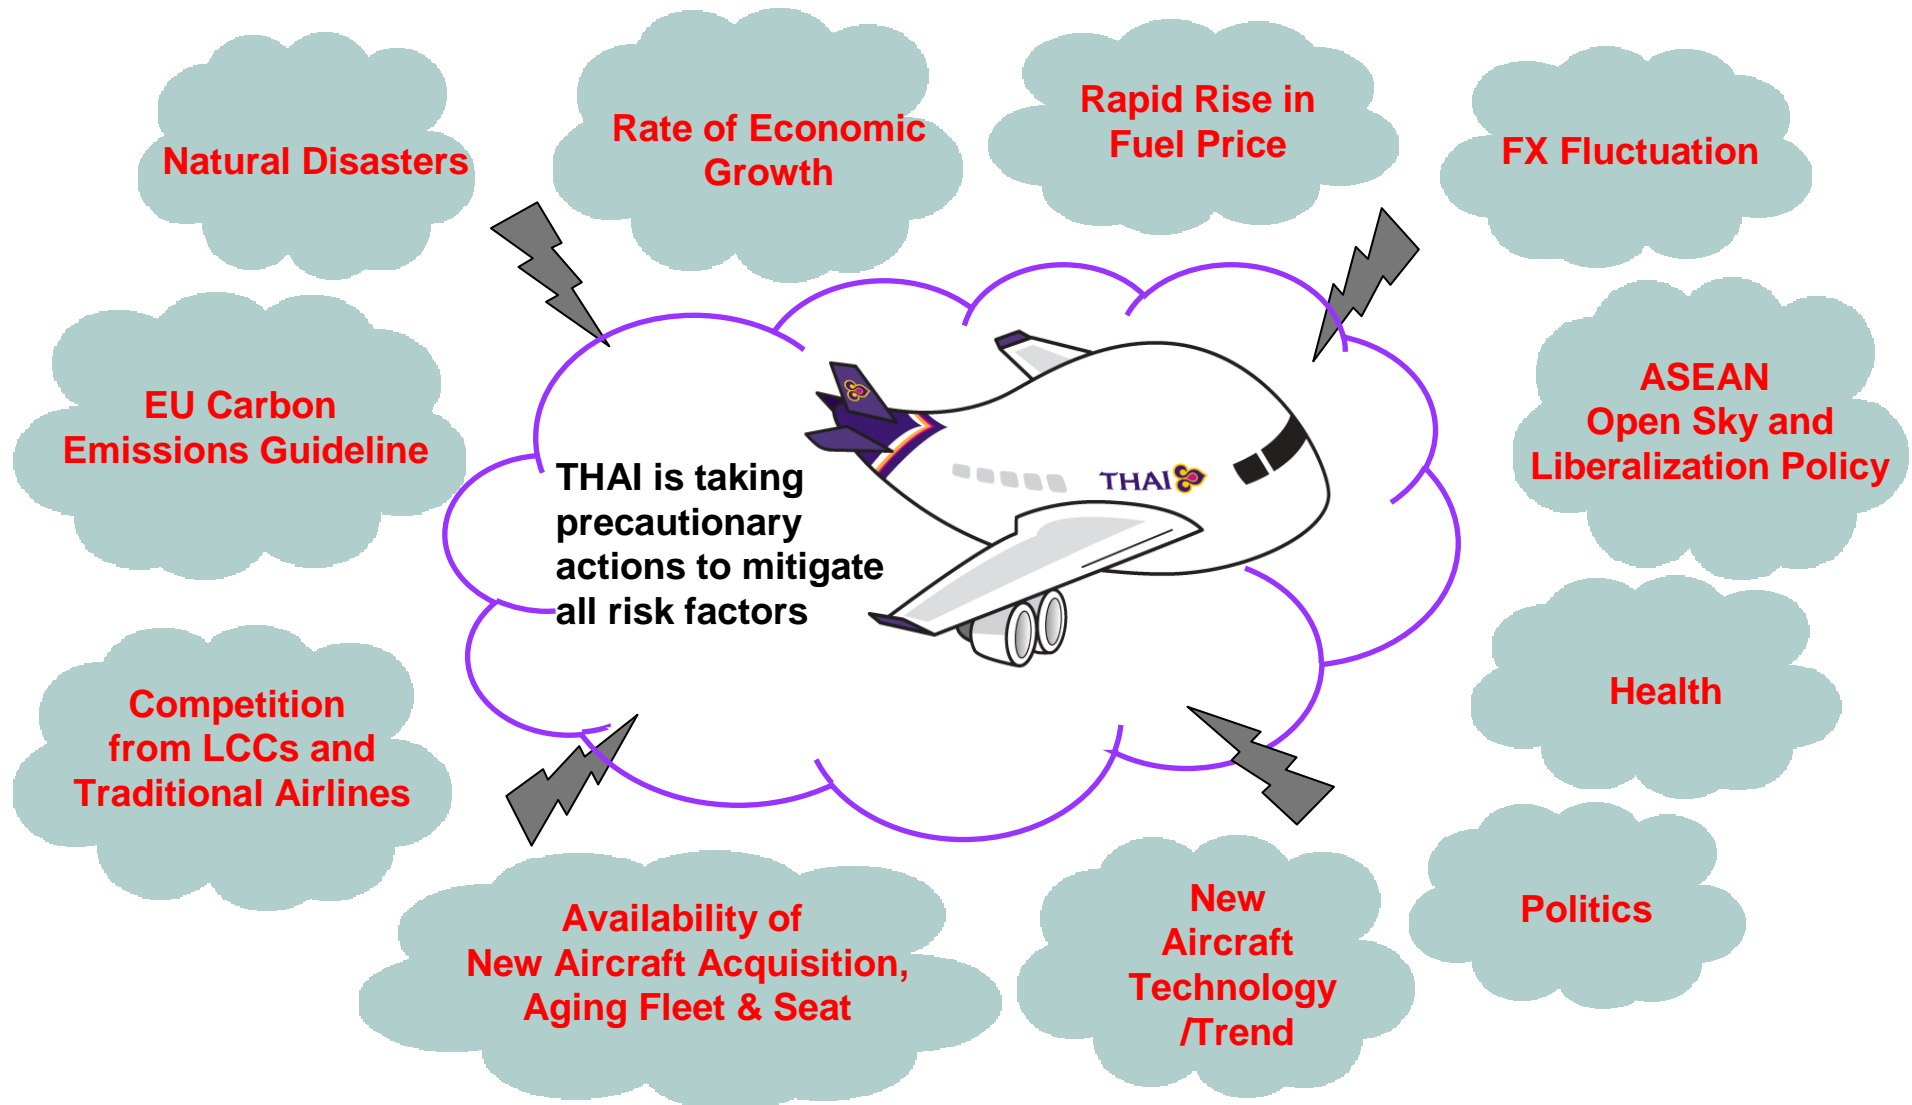 Natural Disasters
Rate of Economic
Growth
Rapid Rise in
Fuel Price
FX Fluctuation
EU Carbon
Emissions Guideline
ASEAN
Open Sky and
Liberalization Policy
THAI is taking
precautionary
actions to mitigate
all risk factors
THAI
Health
Competition
from LCCs and
Traditional Airlines
Availability of
New Aircraft Acquisition,
Aging Fleet & Seat
New
Aircraft
Technology
/Trend
Politics